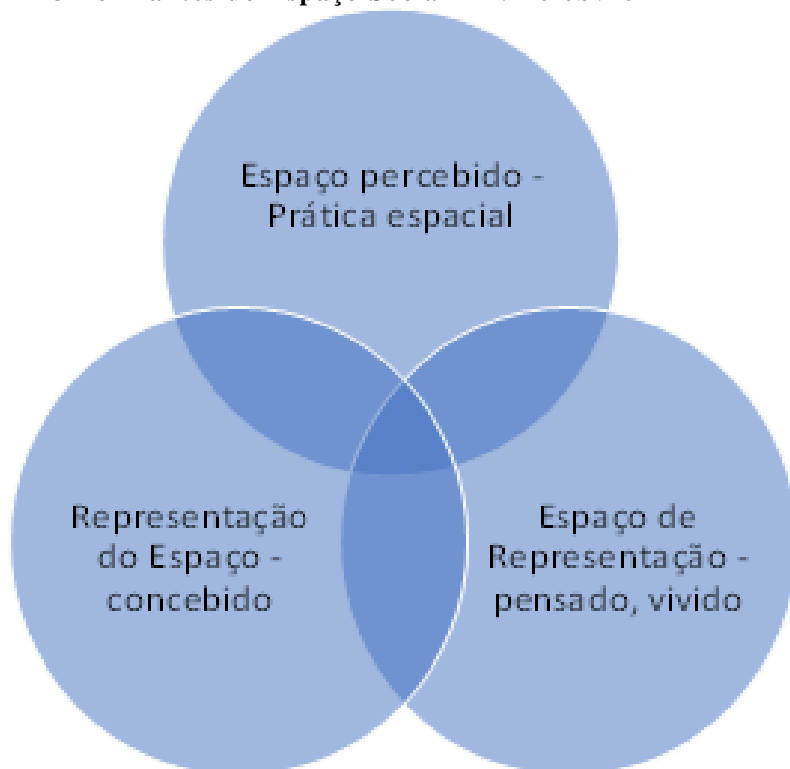 Espaço percebido -
Prática espacial
Representação
do Espaço -
concebido
Espaço de
Representação -
pensado, vivido